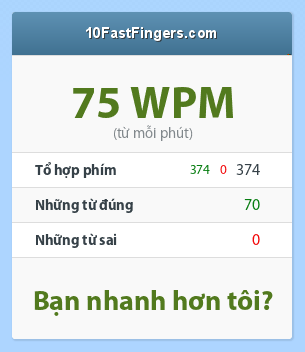 10FastFingers.com
75 WPM
(từ mỗi phút)
Tổ hợp phím 374 0 374
Những từ đúng 70
Những từ sai 0
Bạn nhanh hơn tôi?